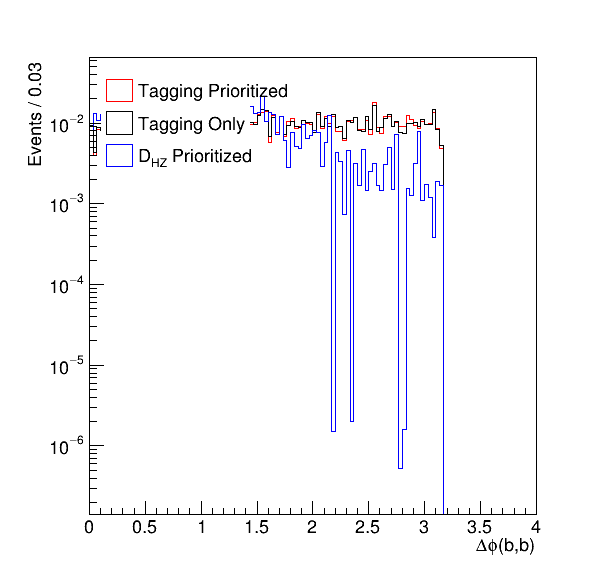 Events / 0.03
Tagging Prioritized
Tagging Only
D_HZ Prioritized
10^−2
10^−3
10^−4
10^−5
10^−6
0 0.5 1 1.5 2 2.5 3 3.5 4
Δϕ(b,b)